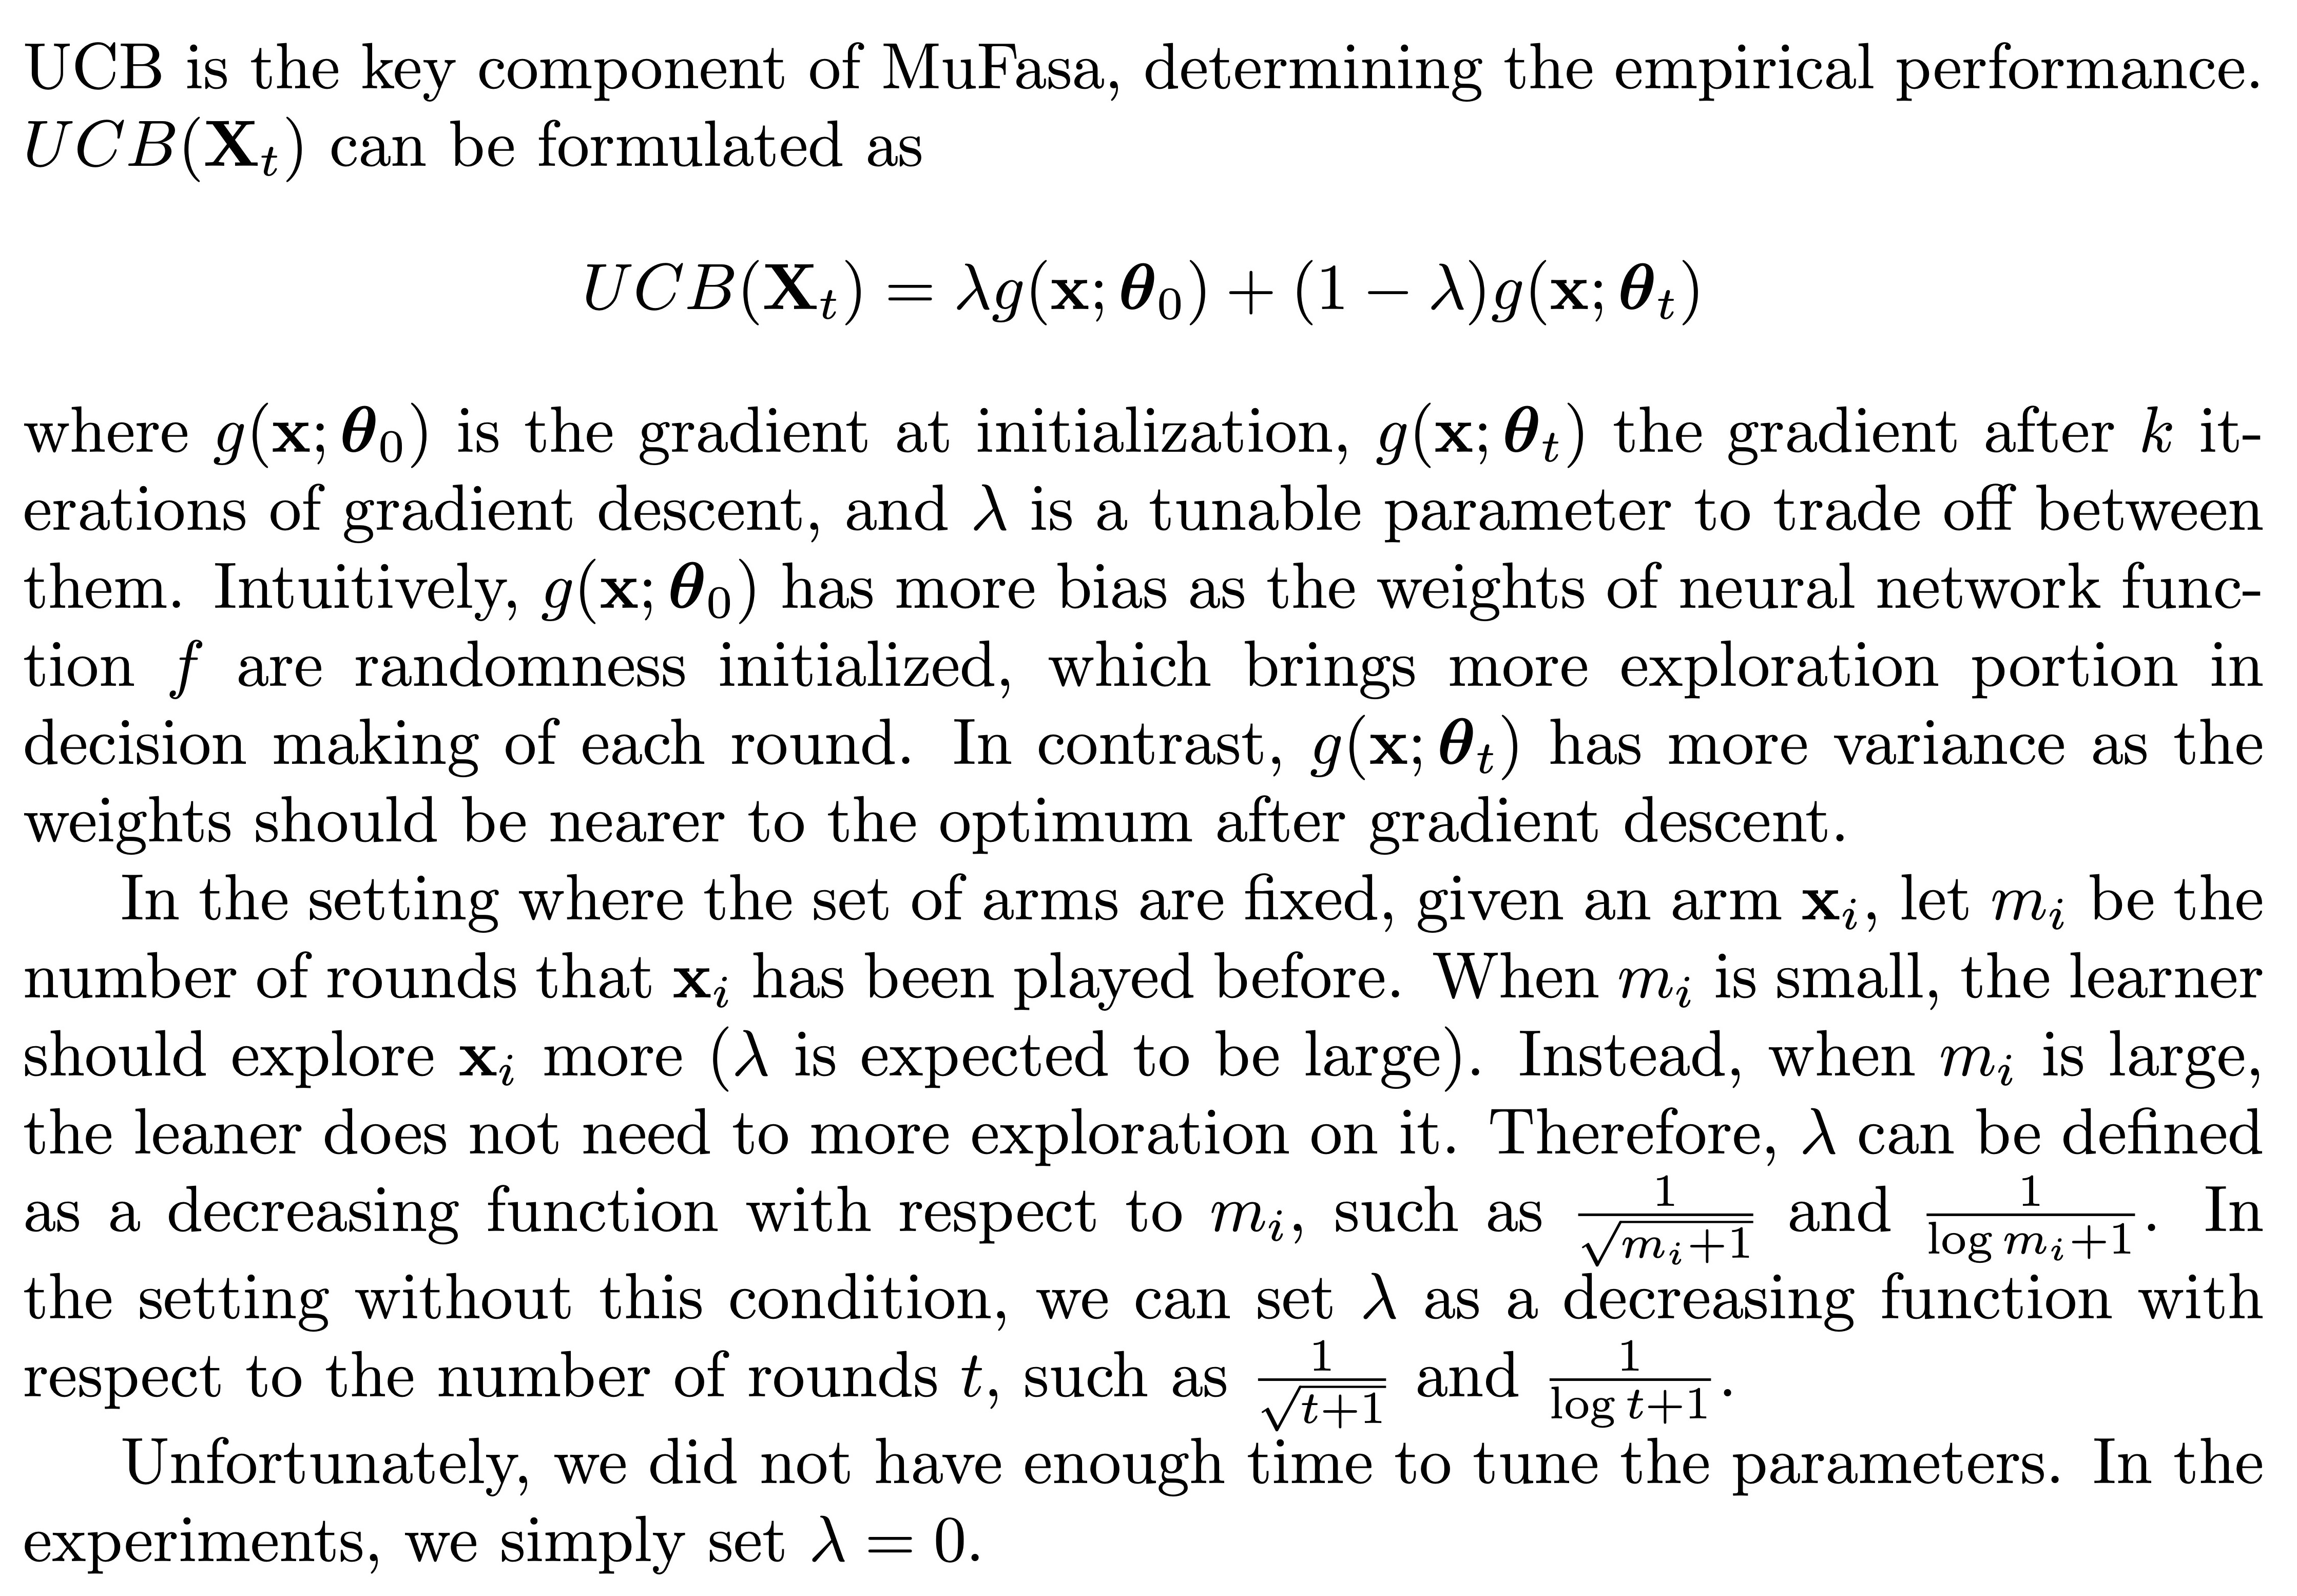 UCB is the key component of MuFasa, determining the empirical performance.
$UCB(\mathbf{X}_t)$ can be formulated as
$$UCB(\mathbf{X}_t) = \lambda g(\mathbf{x}; \boldsymbol{\theta}_0) + (1 - \lambda) g(\mathbf{x}; \boldsymbol{\theta}_t)$$
where $g(\mathbf{x}; \boldsymbol{\theta}_0)$ is the gradient at initialization, $g(\mathbf{x}; \boldsymbol{\theta}_t)$ the gradient after $k$ it-
erations of gradient descent, and $\lambda$ is a tunable parameter to trade off between
them. Intuitively, $g(\mathbf{x}; \boldsymbol{\theta}_0)$ has more bias as the weights of neural network func-
tion $f$ are randomness initialized, which brings more exploration portion in
decision making of each round. In contrast, $g(\mathbf{x}; \boldsymbol{\theta}_t)$ has more variance as the
weights should be nearer to the optimum after gradient descent.
In the setting where the set of arms are fixed, given an arm $\mathbf{x}_i$, let $m_i$ be the
number of rounds that $\mathbf{x}_i$ has been played before. When $m_i$ is small, the learner
should explore $\mathbf{x}_i$ more ($\lambda$ is expected to be large). Instead, when $m_i$ is large,
the leaner does not need to more exploration on it. Therefore, $\lambda$ can be defined
as a decreasing function with respect to $m_i$, such as $\frac{1}{\sqrt{m_i+1}}$ and $\frac{1}{\log m_i+1}$. In
the setting without this condition, we can set $\lambda$ as a decreasing function with
respect to the number of rounds $t$, such as $\frac{1}{\sqrt{t+1}}$ and $\frac{1}{\log t+1}$.
Unfortunately, we did not have enough time to tune the parameters. In the
experiments, we simply set $\lambda = 0$.